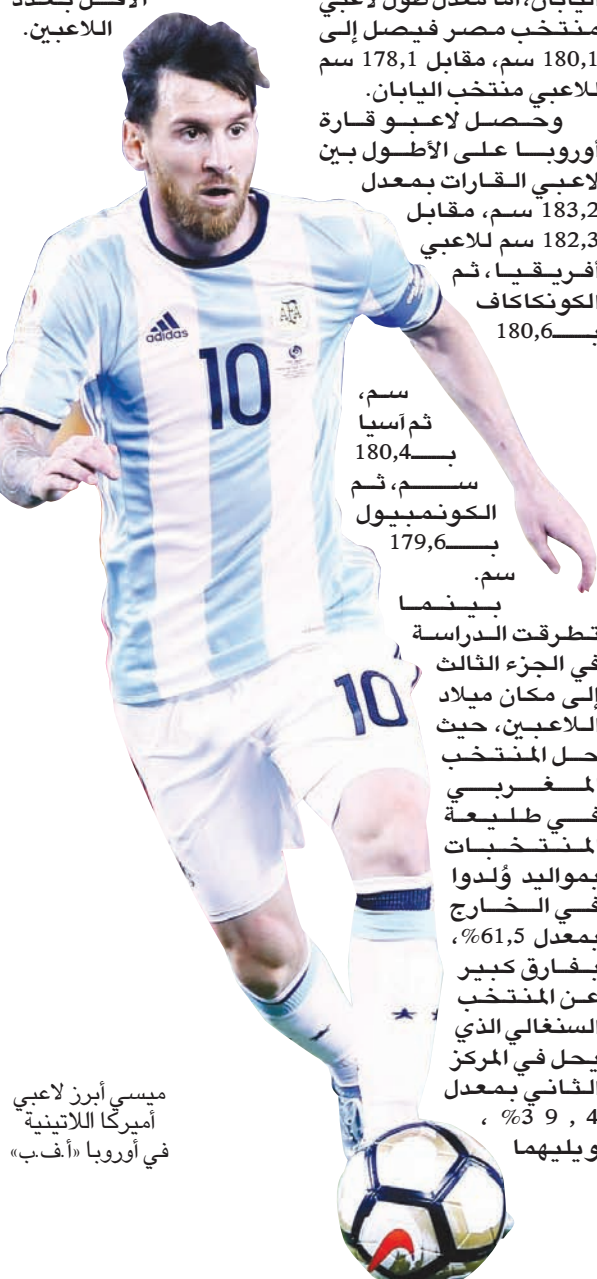 اليابان، أما معدل طول لاعبي
منتخب مصر فيصل إلى
180,1 سم، مقابل 178,1 سم
للاعبي منتخب اليابان.
وحصل لاعبو قارة
أوروبا على الأطول بين
لاعبي القارات بمعدل
183,2 سم، مقابل
182,3 سم للاعبي
أفريقيا، ثم
الكونكاكاف
بـ180,6
سم،
ثم آسيا
بـ180,4
سم، ثم
الكونمبيول
بـ179,6
سم.
بينما
تطرقت الدراسة
في الجزء الثالث
إلى مكان ميلاد
اللاعبين، حيث
حل المنتخب
المغربي
في طليعة
المنتخبات
بمواليد وُلدوا
في الخارج
بمعدل 61,5%،
بفارق كبير
عن المنتخب
السنغالي الذي
يحل في المركز
الثاني بمعدل
39,4%،
ويليهما
الأقل بعدد
اللاعبين.
adidas
AFA
10
10
ميسي أبرز لاعبي
أميركا اللاتينية
في أوروبا «أ.ف.ب»